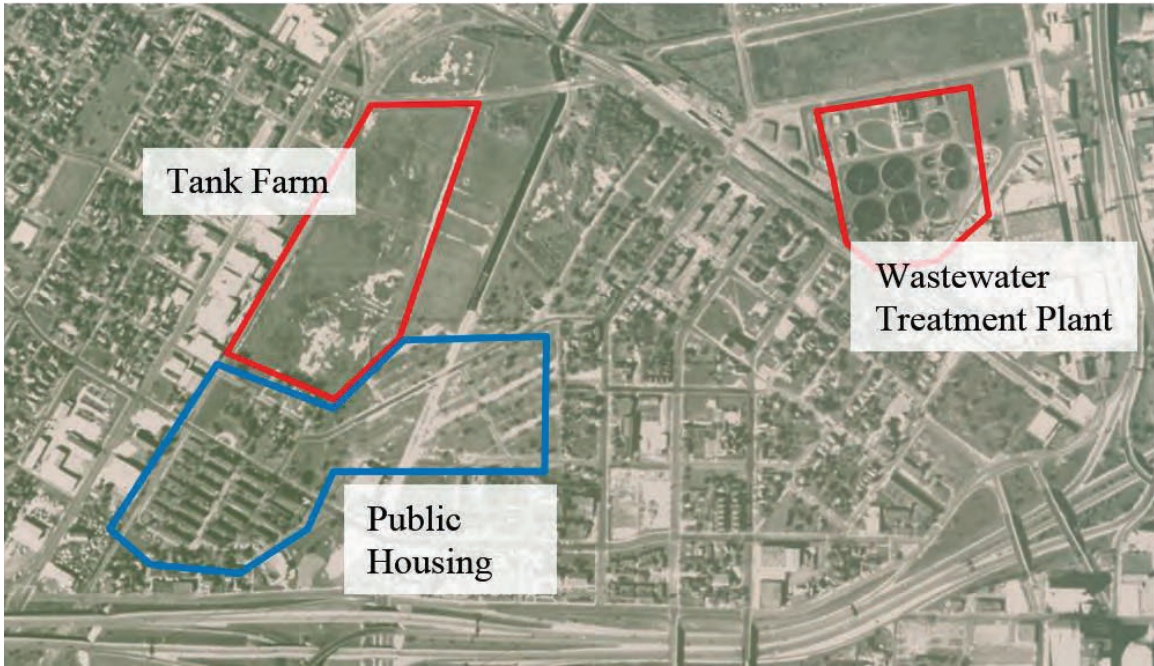 Tank Farm
Wastewater
Treatment Plant
Public
Housing